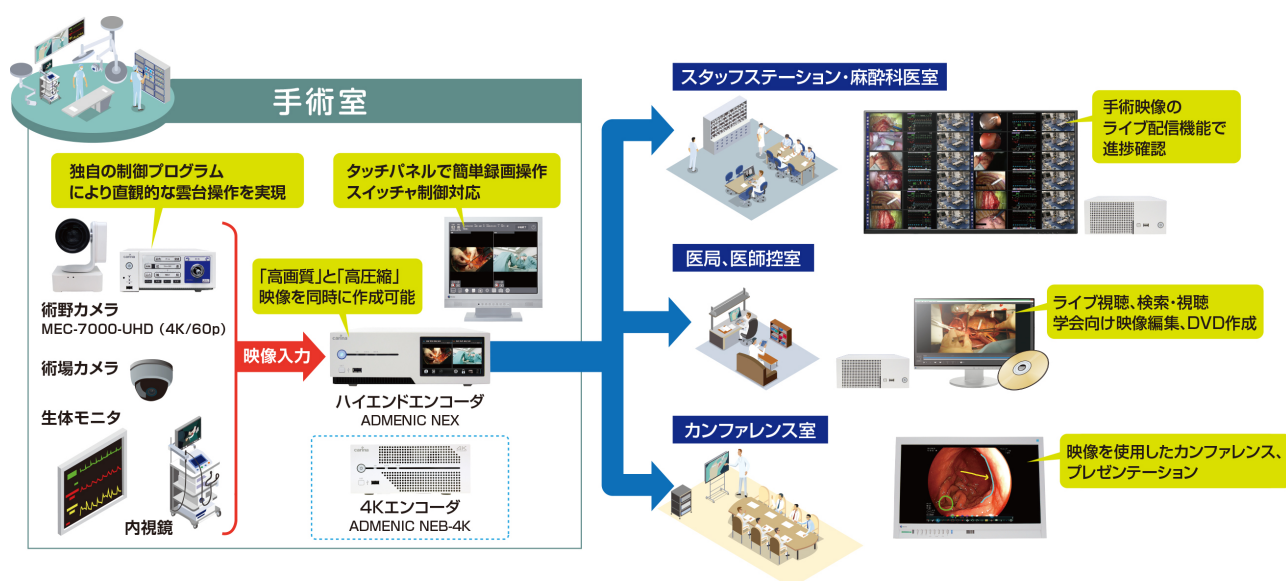 手術室
独自の制御プログラム
により直観的な雲台操作を実現
タッチパネルで簡単録画操作
スイッチャ制御対応
「高画質」と「高圧縮」
映像を同時に作成可能
術野カメラ
MEC-7000-UHD（4K/60p）
術場カメラ
生体モニタ
内視鏡
映像入力
ハイエンドエンコーダ
ADMENIC NEX
4Kエンコーダ
ADMENIC NEB-4K
スタッフステーション・麻酔科医室
手術映像の
ライブ配信機能で
進捗確認
医局、医師控室
ライブ視聴、検索・視聴
学会向け映像編集、DVD作成
カンファレンス室
映像を使用したカンファレンス、
プレゼンテーション